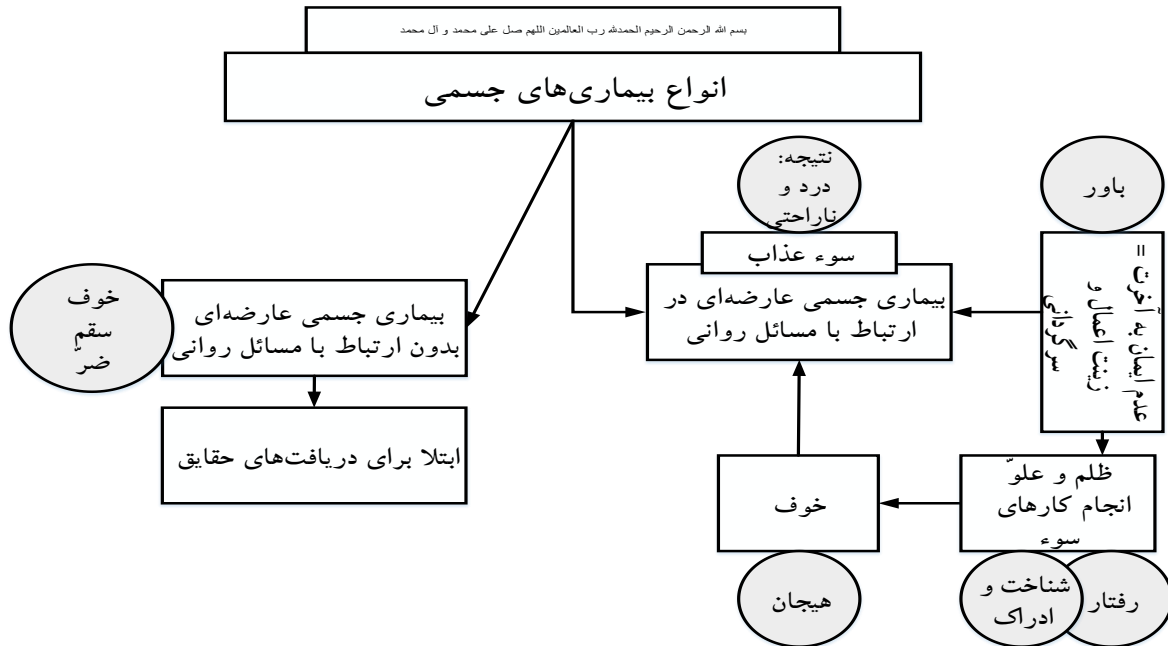 بسم الله الرحمن الرحیم الحمدلله رب العالمین اللهم صل علی محمد و آل محمد
انواع بیماری‌های جسمی
نتیجه:
درد و
ناراحتی
باور
سوء عذاب
بیماری جسمی عارضه‌ای در
ارتباط با مسائل روانی
عدم ایمان به آخرت =
زینت اعمال و
سرگردانی
خوف
سقم
ضرّ
بیماری جسمی عارضه‌ای
بدون ارتباط با مسائل روانی
ابتلا برای دریافت‌های حقایق
خوف
ظلم و علوّ
انجام کارهای
سوء
هیجان
شناخت و
ادراک
رفتار